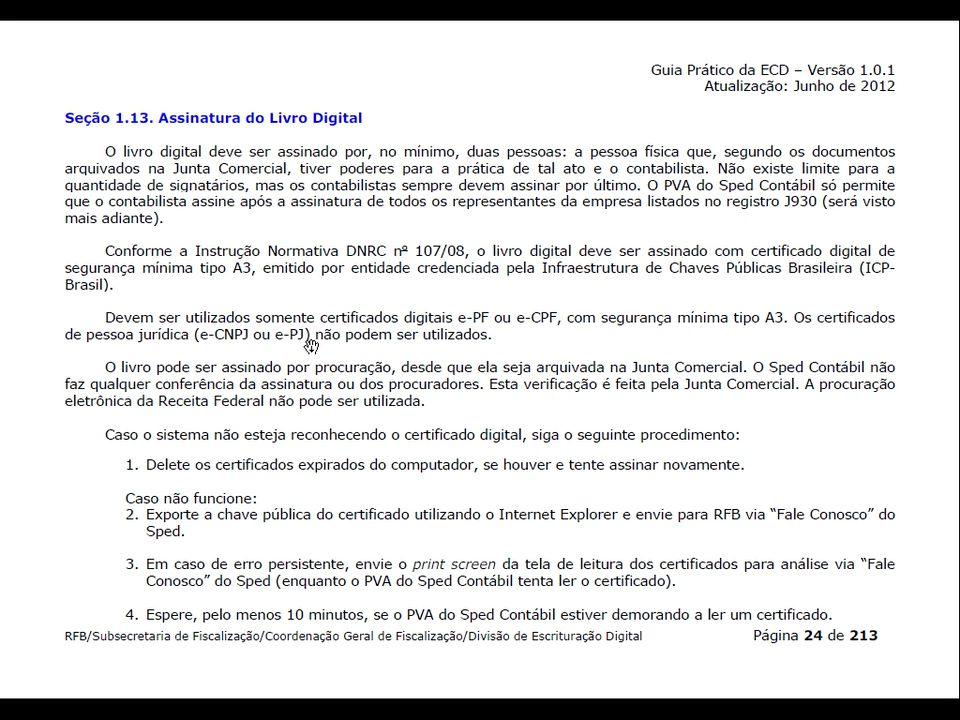 Guia Prático da ECD – Versão 1.0.1
Atualização: Junho de 2012
Seção 1.13. Assinatura do Livro Digital
O livro digital deve ser assinado por, no mínimo, duas pessoas: a pessoa física que, segundo os documentos
arquivados na Junta Comercial, tiver poderes para a prática de tal ato e o contabilista. Não existe limite para a
quantidade de signatários, mas os contabilistas sempre devem assinar por último. O PVA do Sped Contábil só permite
que o contabilista assine após a assinatura de todos os representantes da empresa listados no registro J930 (será visto
mais adiante).
Conforme a Instrução Normativa DNRC nº 107/08, o livro digital deve ser assinado com certificado digital de
segurança mínima tipo A3, emitido por entidade credenciada pela Infraestrutura de Chaves Públicas Brasileira (ICP-
Brasil).
Devem ser utilizados somente certificados digitais e-PF ou e-CPF, com segurança mínima tipo A3. Os certificados
de pessoa jurídica (e-CNPJ ou e-PJ) não podem ser utilizados.
O livro pode ser assinado por procuração, desde que ela seja arquivada na Junta Comercial. O Sped Contábil não
faz qualquer conferência da assinatura ou dos procuradores. Esta verificação é feita pela Junta Comercial. A procuração
eletrônica da Receita Federal não pode ser utilizada.
Caso o sistema não esteja reconhecendo o certificado digital, siga o seguinte procedimento:
1. Delete os certificados expirados do computador, se houver e tente assinar novamente.
Caso não funcione:
2. Exporte a chave pública do certificado utilizando o Internet Explorer e envie para RFB via “Fale Conosco” do
Sped.
3. Em caso de erro persistente, envie o print screen da tela de leitura dos certificados para análise via “Fale
Conosco” do Sped (enquanto o PVA do Sped Contábil tenta ler o certificado).
4. Espere, pelo menos 10 minutos, se o PVA do Sped Contábil estiver demorando a ler um certificado.
RFB/Subsecretaria de Fiscalização/Coordenação Geral de Fiscalização/Divisão de Escrituração Digital Página 24 de 213